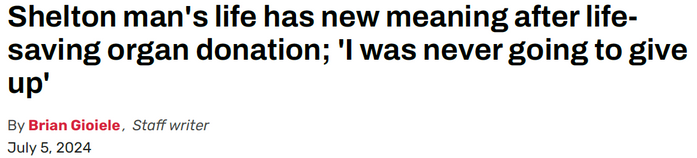 Shelton man's life has new meaning after life-
saving organ donation; 'I was never going to give
up'
By Brian Gioiele, Staff writer
July 5, 2024